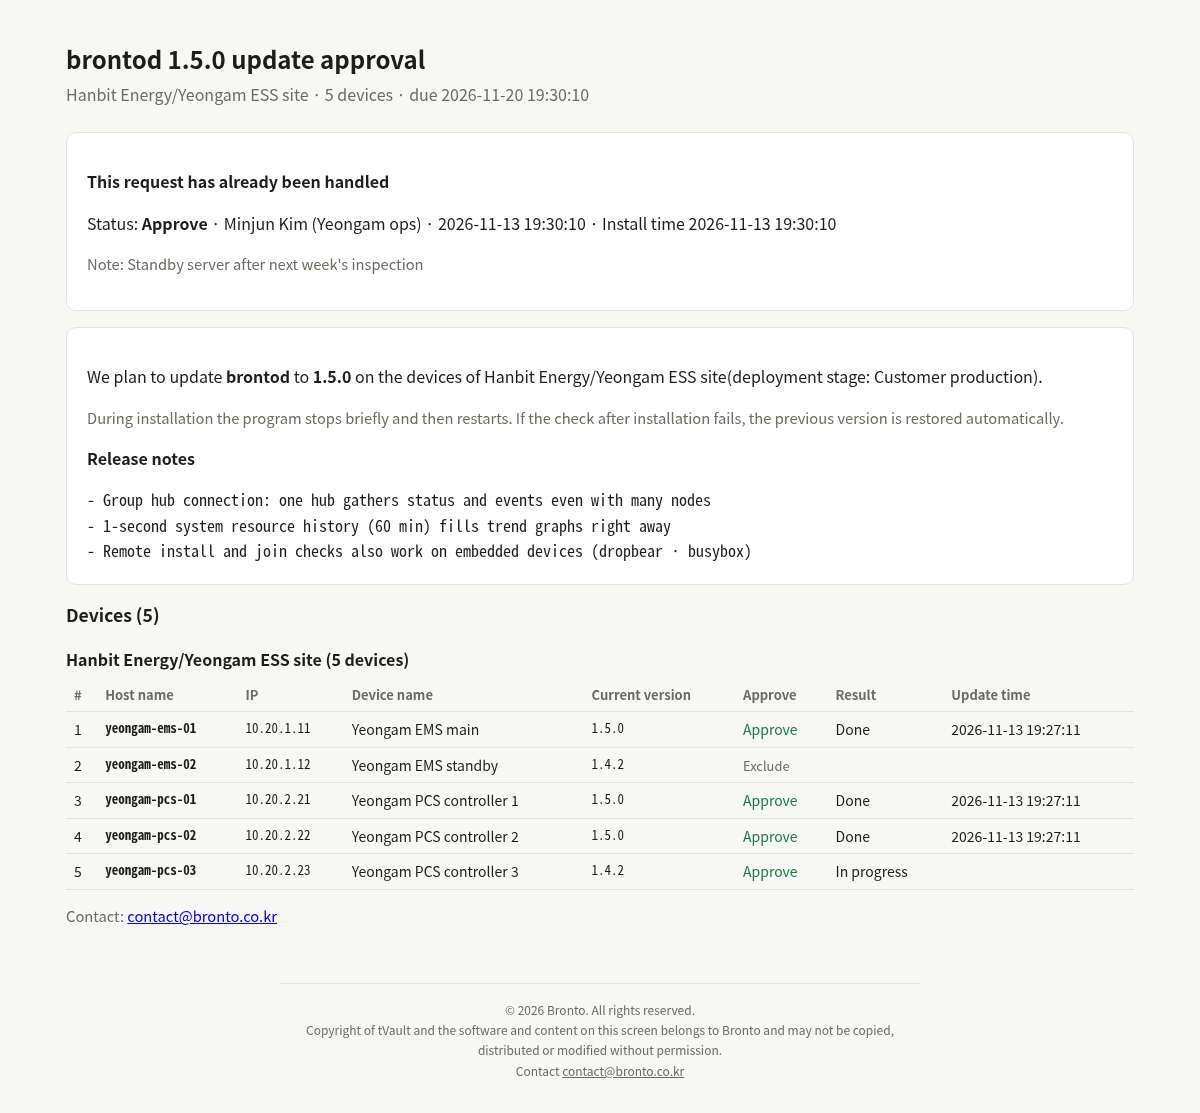 brontod 1.5.0 update approval
Hanbit Energy/Yeongam ESS site · 5 devices · due 2026-11-20 19:30:10
This request has already been handled
Status: Approve · Minjun Kim (Yeongam ops) · 2026-11-13 19:30:10 · Install time 2026-11-13 19:30:10
Note: Standby server after next week's inspection
We plan to update brontod to 1.5.0 on the devices of Hanbit Energy/Yeongam ESS site(deployment stage: Customer production).
During installation the program stops briefly and then restarts. If the check after installation fails, the previous version is restored automatically.
Release notes
- Group hub connection: one hub gathers status and events even with many nodes
- 1-second system resource history (60 min) fills trend graphs right away
- Remote install and join checks also work on embedded devices (dropbear · busybox)
Devices (5)
Hanbit Energy/Yeongam ESS site (5 devices)
# Host name IP Device name Current version Approve Result Update time
1 yeongam-ems-01 10.20.1.11 Yeongam EMS main 1.5.0 Approve Done 2026-11-13 19:27:11
2 yeongam-ems-02 10.20.1.12 Yeongam EMS standby 1.4.2 Exclude
3 yeongam-pcs-01 10.20.2.21 Yeongam PCS controller 1 1.5.0 Approve Done 2026-11-13 19:27:11
4 yeongam-pcs-02 10.20.2.22 Yeongam PCS controller 2 1.5.0 Approve Done 2026-11-13 19:27:11
5 yeongam-pcs-03 10.20.2.23 Yeongam PCS controller 3 1.4.2 Approve In progress
Contact: contact@bronto.co.kr
© 2026 Bronto. All rights reserved.
Copyright of tVault and the software and content on this screen belongs to Bronto and may not be copied,
distributed or modified without permission.
Contact contact@bronto.co.kr